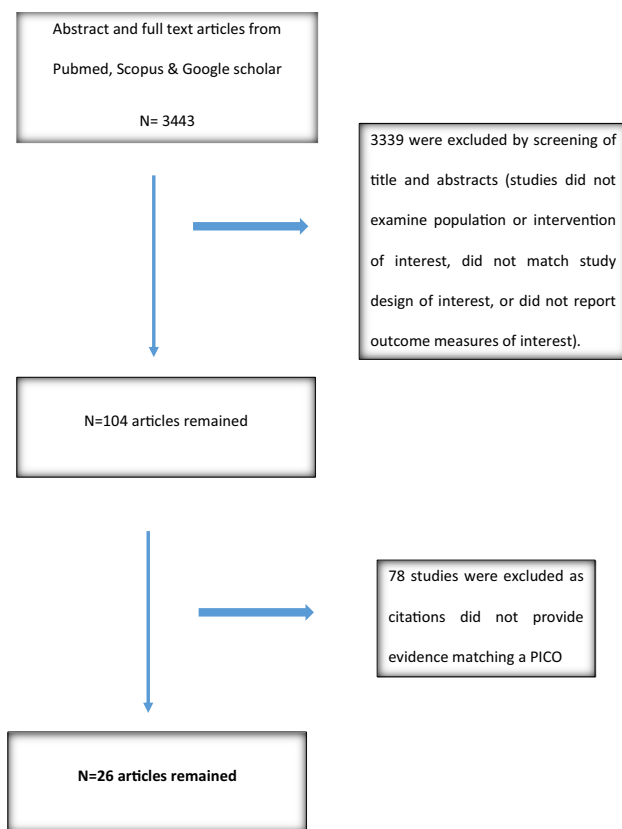 Abstract and full text articles from
Pubmed, Scopus & Google scholar
N= 3443
3339 were excluded by screening of
title and abstracts (studies did not
examine population or intervention
of interest, did not match study
design of interest, or did not report
outcome measures of interest).
N=104 articles remained
78 studies were excluded as
citations did not provide
evidence matching a PICO
N=26 articles remained